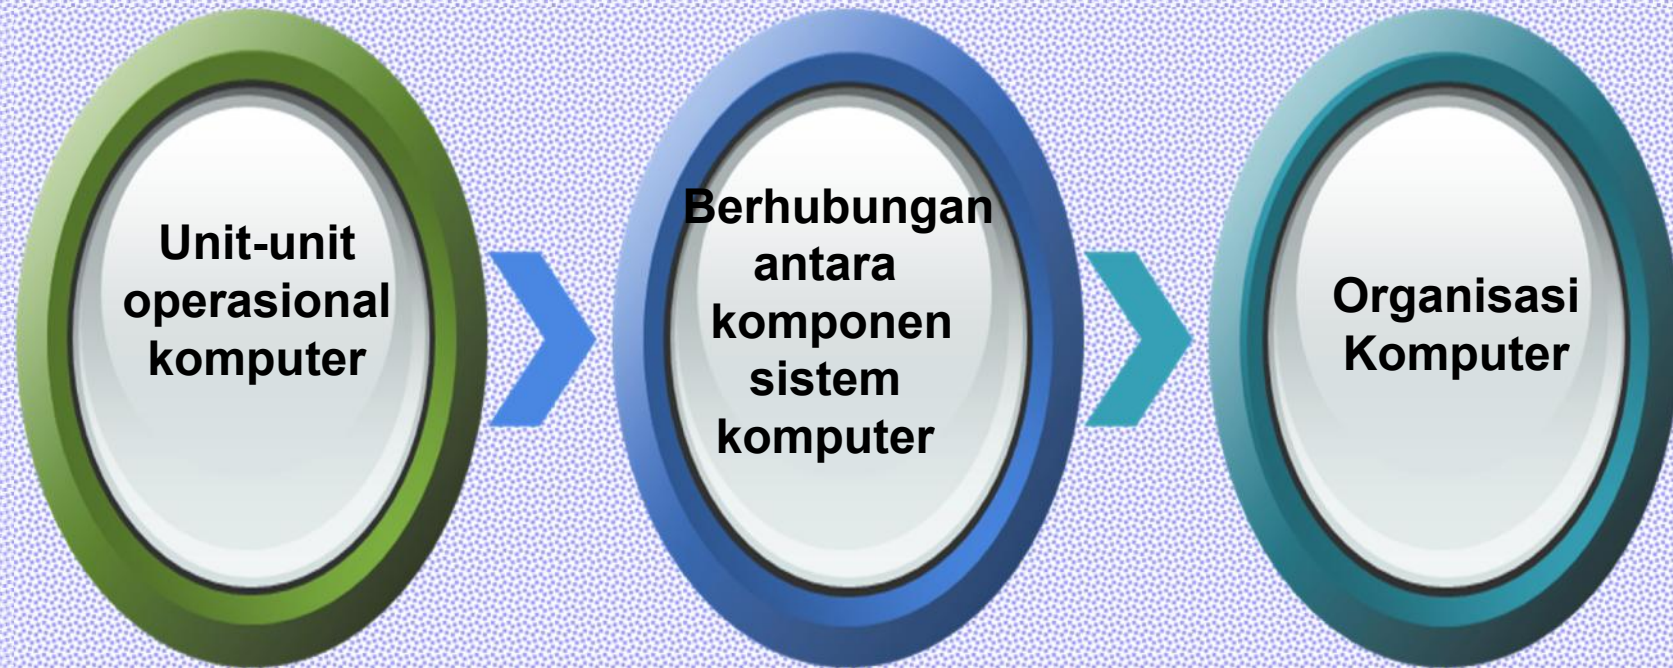 Unit-unit
operasional
komputer
Berhubungan
antara
komponen
sistem
komputer
Organisasi
Komputer